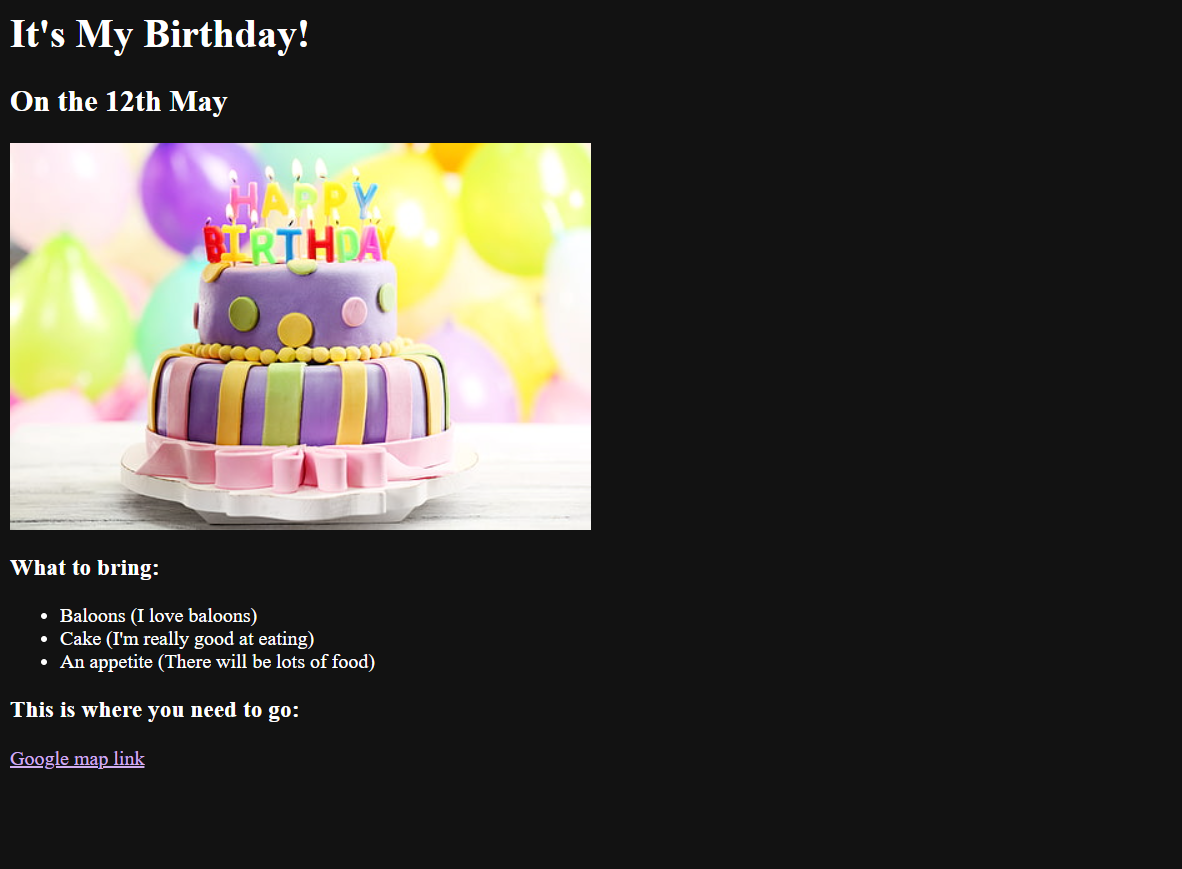 It's My Birthday!
On the 12th May
HAPPY
BIRTHDAY
What to bring:
Baloons (I love baloons)
Cake (I'm really good at eating)
An appetite (There will be lots of food)
This is where you need to go:
Google map link